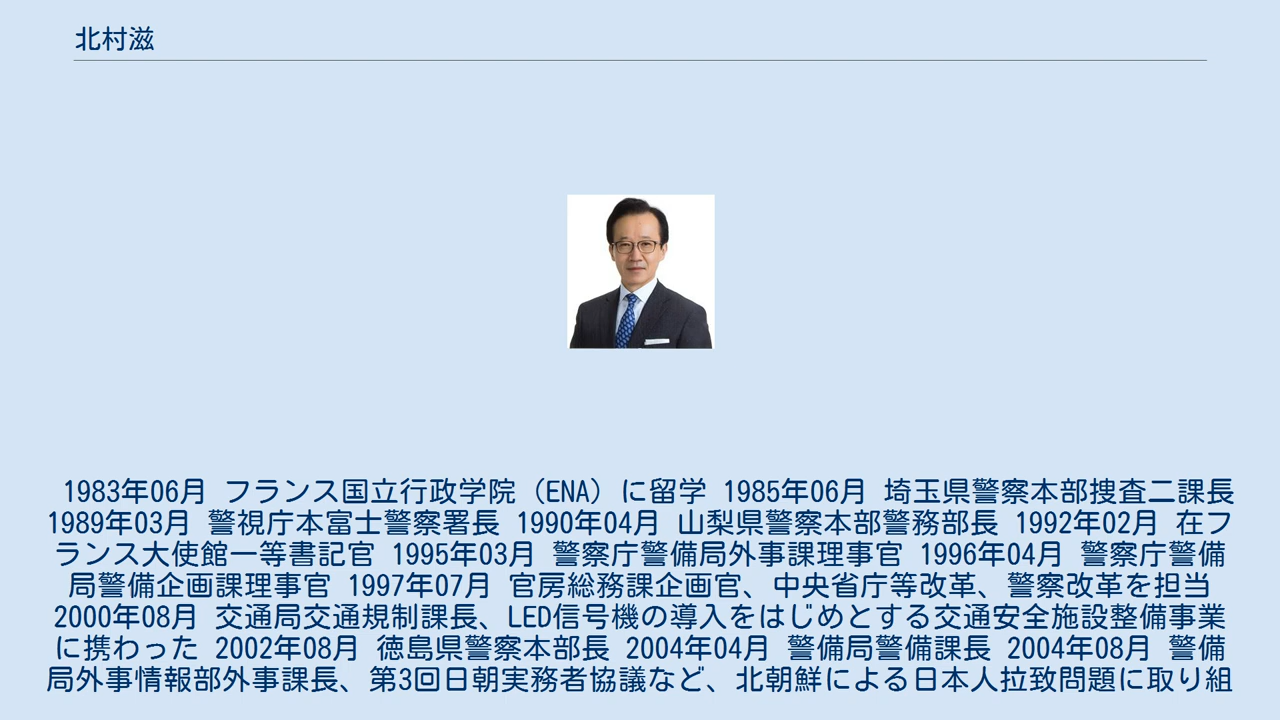 北村滋
1983年06月 フランス国立行政学院（ENA）に留学 1985年06月 埼玉県警察本部捜査二課長
1989年03月 警視庁本富士警察署長 1990年04月 山梨県警察本部警務部長 1992年02月 在フ
ランス大使館一等書記官 1995年03月 警察庁警備局外事課理事官 1996年04月 警察庁警備
局警備企画課理事官 1997年07月 官房総務課企画官、中央省庁等改革、警察改革を担当
2000年08月 交通局交通規制課長、LED信号機の導入をはじめとする交通安全施設整備事業
に携わった 2002年08月 徳島県警察本部長 2004年04月 警備局警備課長 2004年08月 警備
局外事情報部外事課長、第3回日朝実務者協議など、北朝鮮による日本人拉致問題に取り組